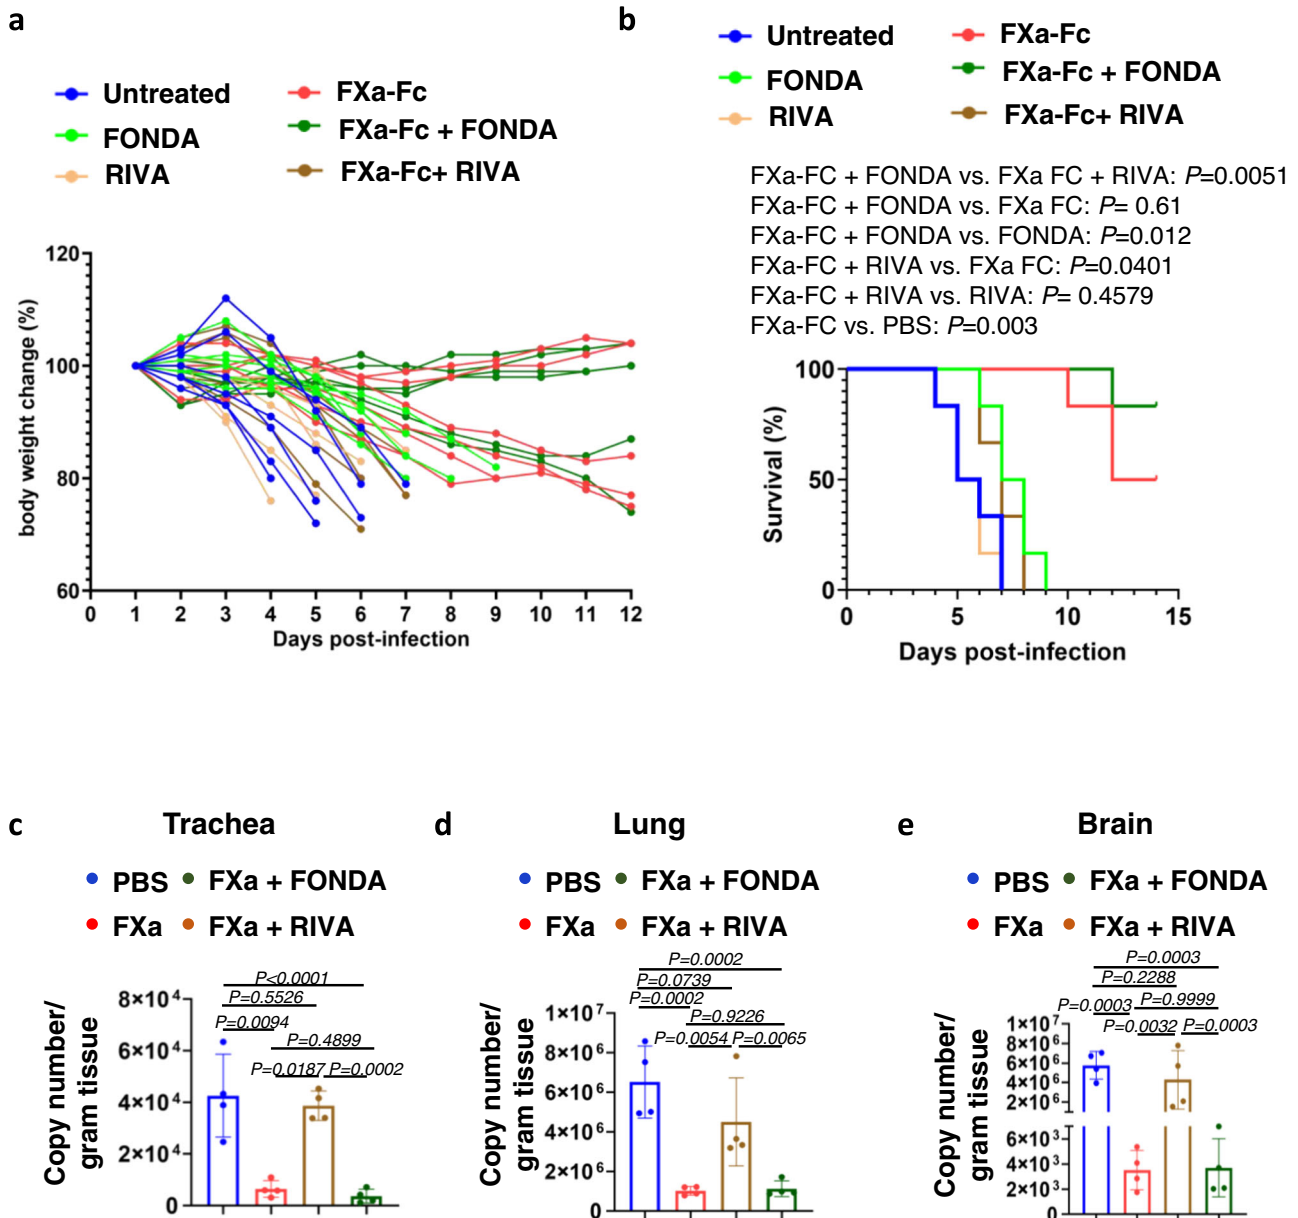 a
Untreated
FXa-Fc
FONDA
FXa-Fc + FONDA
RIVA
FXa-Fc+ RIVA
120
100
80
60
body weight change (%)
0 1 2 3 4 5 6 7 8 9 10 11 12
Days post-infection
b
Untreated
FXa-Fc
FONDA
FXa-Fc + FONDA
RIVA
FXa-Fc+ RIVA
FXa-FC + FONDA vs. FXa FC + RIVA: P=0.0051
FXa-FC + FONDA vs. FXa FC: P= 0.61
FXa-FC + FONDA vs. FONDA: P=0.012
FXa-FC + RIVA vs. FXa FC: P=0.0401
FXa-FC + RIVA vs. RIVA: P= 0.4579
FXa-FC vs. PBS: P=0.003
100
50
0
Survival (%)
0 5 10 15
Days post-infection
c
Trachea
PBS
FXa + FONDA
FXa
FXa + RIVA
P<0.0001
P=0.5526
P=0.0094
P=0.4899
P=0.0187
P=0.0002
8×10⁴
6×10⁴
4×10⁴
2×10⁴
0
Copy number/
gram tissue
d
Lung
PBS
FXa + FONDA
FXa
FXa + RIVA
P=0.0002
P=0.0739
P=0.0002
P=0.9226
P=0.0054
P=0.0065
1×10⁷
8×10⁶
6×10⁶
4×10⁶
2×10⁶
0
Copy number/
gram tissue
e
Brain
PBS
FXa + FONDA
FXa
FXa + RIVA
P=0.0003
P=0.2288
P=0.0003
P=0.9999
P=0.0032
P=0.0003
1×10⁷
8×10⁶
6×10⁶
4×10⁶
2×10⁶
6×10³
4×10³
2×10³
0
Copy number/
gram tissue